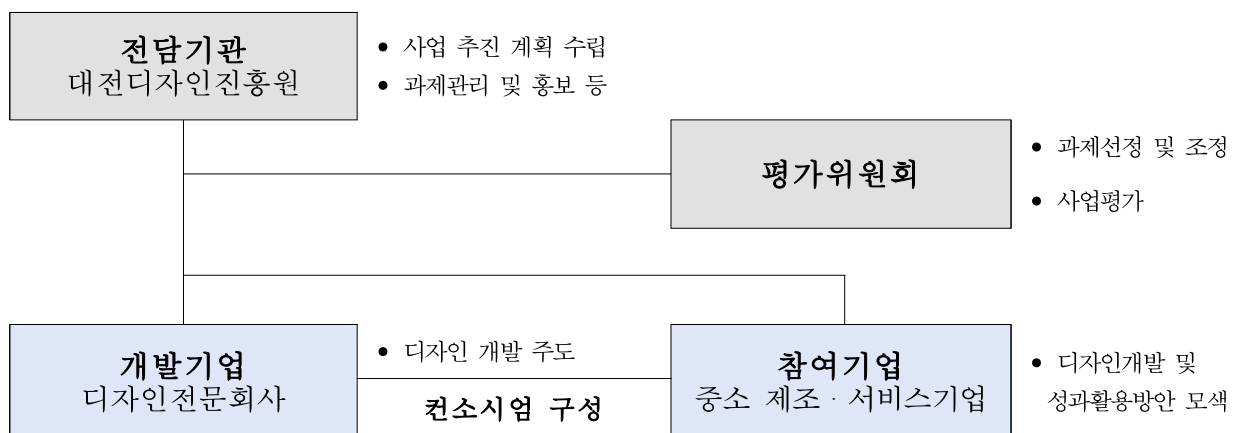 전담기관
대전디자인진흥원
• 사업 추진 계획 수립
• 과제관리 및 홍보 등
평가위원회
• 과제선정 및 조정
• 사업평가
개발기업
디자인전문회사
• 디자인 개발 주도
컨소시엄 구성
참여기업
중소 제조·서비스기업
• 디자인개발 및
성과활용방안 모색